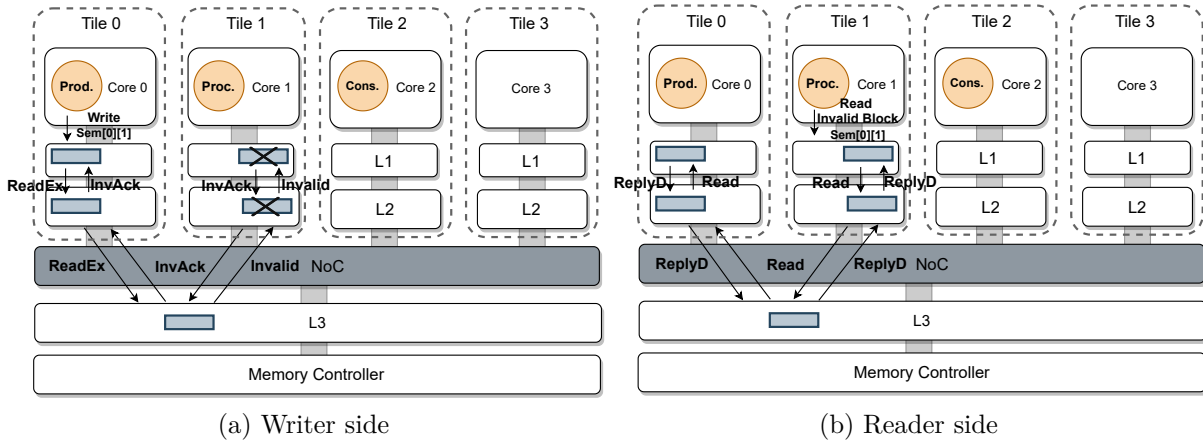 Tile 0
Tile 1
Tile 2
Tile 3
Prod.
Core 0
Proc.
Core 1
Cons.
Core 2
Core 3
Write
Sem[0][1]
L1
L1
ReadEx
InvAck
InvAck
Invalid
L2
L2
ReadEx
InvAck
Invalid
NoC
L3
Memory Controller
(a) Writer side
Tile 0
Tile 1
Tile 2
Tile 3
Prod.
Core 0
Proc.
Core 1
Cons.
Core 2
Core 3
Read
Invalid Block
Sem[0][1]
L1
L1
ReplyD
Read
Read
ReplyD
L2
L2
ReplyD
Read
ReplyD
NoC
L3
Memory Controller
(b) Reader side